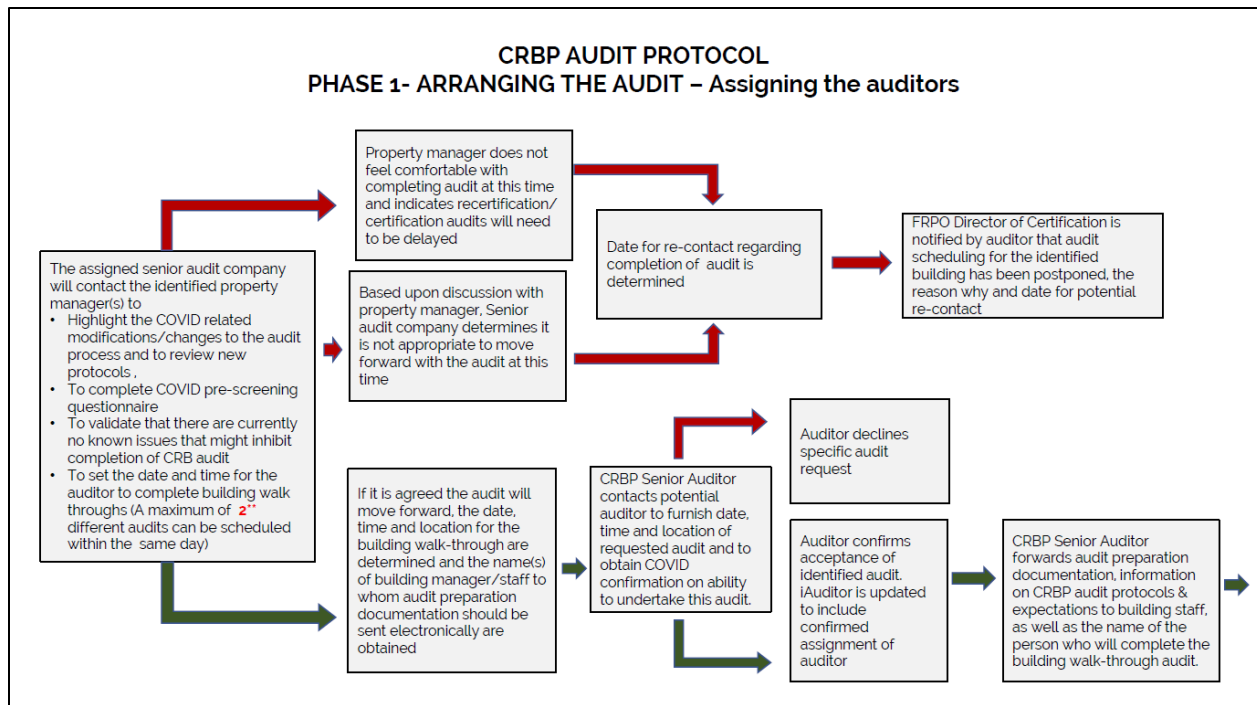 CRBP AUDIT PROTOCOL
PHASE 1- ARRANGING THE AUDIT – Assigning the auditors
The assigned senior audit company
will contact the identified property
manager(s) to
• Highlight the COVID related
modifications/changes to the audit
process and to review new
protocols ,
• To complete COVID pre-screening
questionnaire
• To validate that there are currently
no known issues that might inhibit
completion of CRB audit
• To set the date and time for the
auditor to complete building walk
throughs (A maximum of 2**
different audits can be scheduled
within the same day)
Property manager does not
feel comfortable with
completing audit at this time
and indicates recertification/
certification audits will need
to be delayed
Based upon discussion with
property manager, Senior
audit company determines it
is not appropriate to move
forward with the audit at this
time
Date for re-contact regarding
completion of audit is
determined
FRPO Director of Certification is
notified by auditor that audit
scheduling for the identified
building has been postponed, the
reason why and date for potential
re-contact
If it is agreed the audit will
move forward, the date,
time and location for the
building walk-through are
determined and the name(s)
of building manager/staff to
whom audit preparation
documentation should be
sent electronically are
obtained
CRBP Senior Auditor
contacts potential
auditor to furnish date,
time and location of
requested audit and to
obtain COVID
confirmation on ability
to undertake this audit.
Auditor declines
specific audit
request
Auditor confirms
acceptance of
identified audit.
iAuditor is updated
to include
confirmed
assignment of
auditor
CRBP Senior Auditor
forwards audit preparation
documentation, information
on CRBP audit protocols &
expectations to building staff,
as well as the name of the
person who will complete the
building walk-through audit.